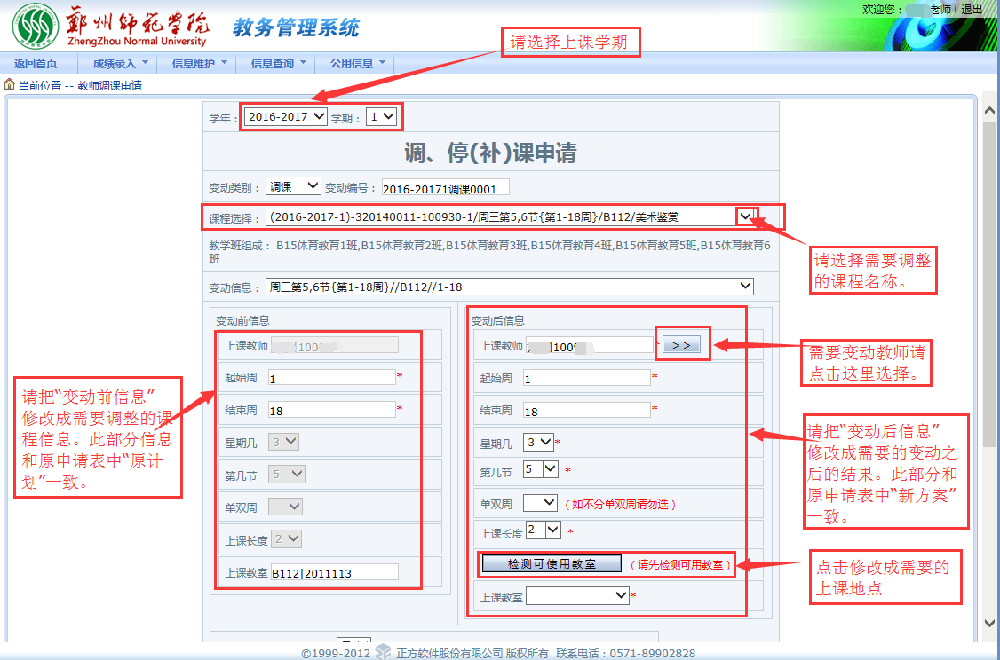 鄭州師範學院
ZhengZhou Normal University
教务管理系统
欢迎您：
老师
退出
请选择上课学期
返回首页
成绩录入
信息维护
信息查询
公用信息
当前位置 -- 教师调课申请
学年： 2016-2017 学期： 1
调、停(补)课申请
变动类别： 调课 变动编号： 2016-20171调课0001
课程选择： (2016-2017-1)-320140011-100930-1/周三第5,6节{第1-18周}/B112/美术鉴赏
教学班组成： B15体育教育1班,B15体育教育2班,B15体育教育3班,B15体育教育4班,B15体育教育5班,B15体育教育6
班
请选择需要调整
的课程名称。
变动信息： 周三第5,6节{第1-18周}//B112//1-18
变动前信息
上课教师 |100
起始周 1 *
结束周 18 *
星期几 3
第几节 5
单双周
上课长度 2
上课教室 B112|2011113
请把“变动前信息”
修改成需要调整的课
程信息。此部分信息
和原申请表中“原计
划”一致。
变动后信息
上课教师 |1009 * >>
起始周 1 *
结束周 18 *
星期几 3 *
第几节 5 *
单双周 （如不分单双周请勿选）
上课长度 2 *
检测可使用教室 （请先检测可用教室）
上课教室 *
需要变动教师请
点击这里选择。
请把“变动后信息”
修改成需要的变动之
后的结果。此部分和
原申请表中“新方案”
一致。
点击修改成需要的
上课地点
©1999-2012 正方软件股份有限公司 版权所有 联系电话：0571-89902828